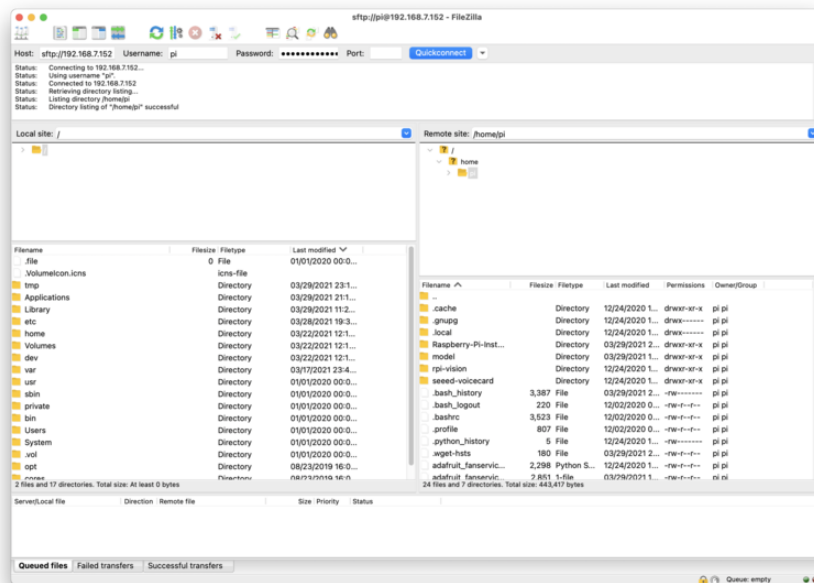 sftp://pi@192.168.7.152 - FileZilla
Host: sftp://192.168.7.152 Username: pi Password: ●●●●●●●●●●●● Port: Quickconnect
Status: Connecting to 192.168.7.152...
Status: Using username "pi".
Status: Connected to 192.168.7.152
Status: Retrieving directory listing...
Status: Listing directory /home/pi
Status: Directory listing of "/home/pi" successful
Local site: /
/
Filename Filesize Filetype Last modified
.file 0 File 01/01/2020 00:0...
.VolumeIcon.icns icns-file
tmp Directory 03/29/2021 23:1...
Applications Directory 03/29/2021 21:1...
Library Directory 03/29/2021 11:2...
etc Directory 03/28/2021 19:3...
home Directory 03/22/2021 12:1...
Volumes Directory 03/22/2021 12:1...
dev Directory 03/22/2021 12:1...
var Directory 03/17/2021 23:4...
usr Directory 01/01/2020 00:0...
sbin Directory 01/01/2020 00:0...
private Directory 01/01/2020 00:0...
bin Directory 01/01/2020 00:0...
Users Directory 01/01/2020 00:0...
System Directory 01/01/2020 00:0...
.vol Directory 01/01/2020 00:0...
opt Directory 08/23/2019 16:0...
cores Directory 08/23/2019 16:0...
2 files and 17 directories. Total size: At least 0 bytes
Remote site: /home/pi
/
home
Filename Filesize Filetype Last modified Permissions Owner/Group
..
.cache Directory 12/24/2020 1... drwxr-xr-x pi pi
.gnupg Directory 12/24/2020 1... drwx------ pi pi
.local Directory 12/24/2020 1... drwx------ pi pi
Raspberry-Pi-Inst... Directory 03/29/2021 2... drwxr-xr-x pi pi
model Directory 03/29/2021 1... drwxr-xr-x pi pi
rpi-vision Directory 12/24/2020 1... drwxr-xr-x pi pi
seeed-voicecard Directory 12/24/2020 1... drwxr-xr-x pi pi
.bash_history 3,387 File 03/29/2021 2... -rw------- pi pi
.bash_logout 220 File 12/02/2020 0... -rw-r--r-- pi pi
.bashrc 3,523 File 12/02/2020 0... -rw-r--r-- pi pi
.profile 807 File 12/02/2020 0... -rw-r--r-- pi pi
.python_history 5 File 12/24/2020 1... -rw------- pi pi
.wget-hsts 180 File 03/29/2021 2... -rw-r--r-- pi pi
adafruit_fanservic... 2,298 Python S... 12/24/2020 1... -rw-r--r-- pi pi
adafruit_fanservic... 2,851 1-file 03/29/2021 1... -rw-r--r-- pi pi
24 files and 7 directories. Total size: 443,417 bytes
Server/Local file Direction Remote file Size Priority Status
Queued files Failed transfers Successful transfers
Queue: empty